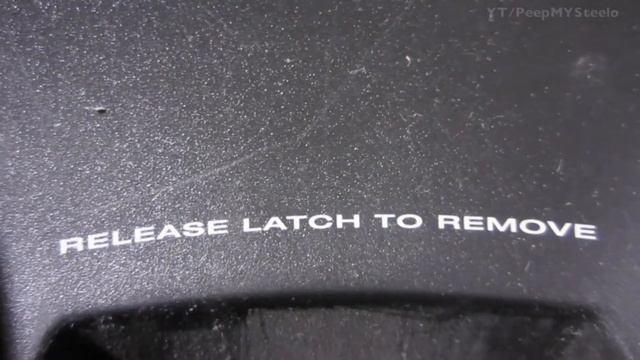 YT/PeepMYSteelo
RELEASE LATCH TO REMOVE